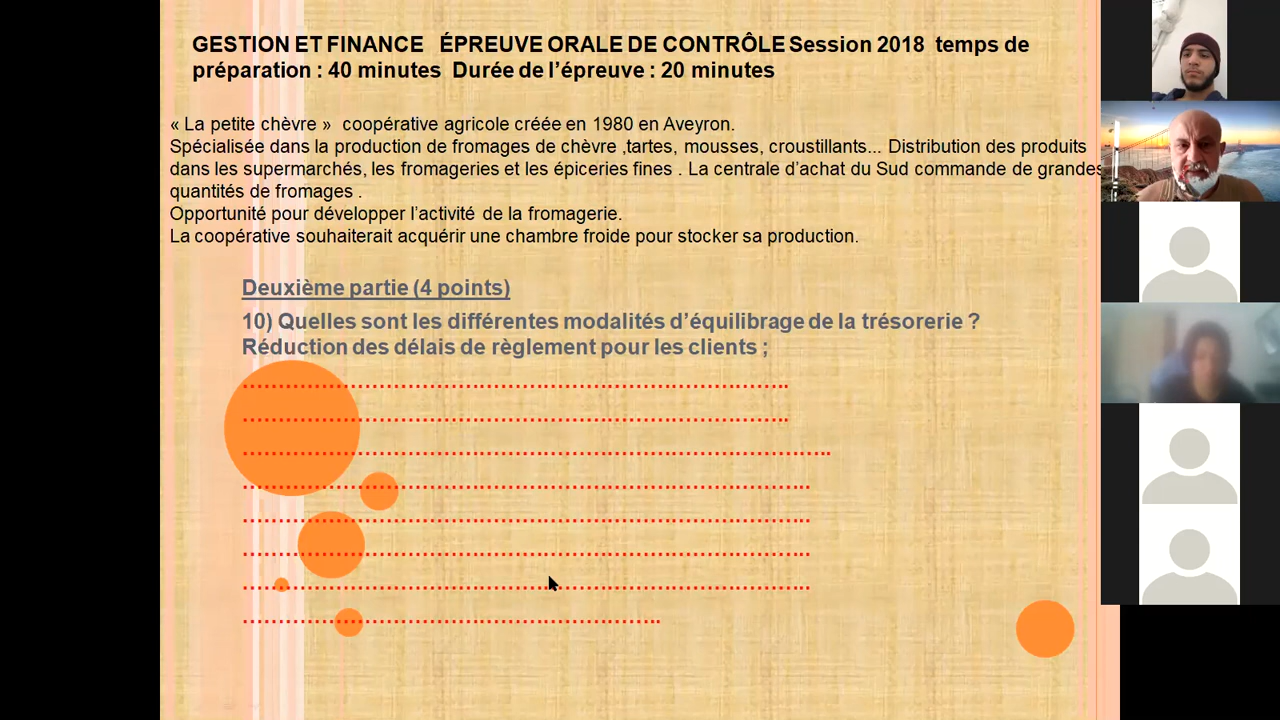 GESTION ET FINANCE ÉPREUVE ORALE DE CONTRÔLE Session 2018 temps de
préparation : 40 minutes Durée de l’épreuve : 20 minutes
« La petite chèvre » coopérative agricole créée en 1980 en Aveyron.
Spécialisée dans la production de fromages de chèvre ,tartes, mousses, croustillants... Distribution des produits
dans les supermarchés, les fromageries et les épiceries fines . La centrale d’achat du Sud commande de grandes
quantités de fromages .
Opportunité pour développer l’activité de la fromagerie.
La coopérative souhaiterait acquérir une chambre froide pour stocker sa production.
Deuxième partie (4 points)
10) Quelles sont les différentes modalités d’équilibrage de la trésorerie ?
Réduction des délais de règlement pour les clients ;